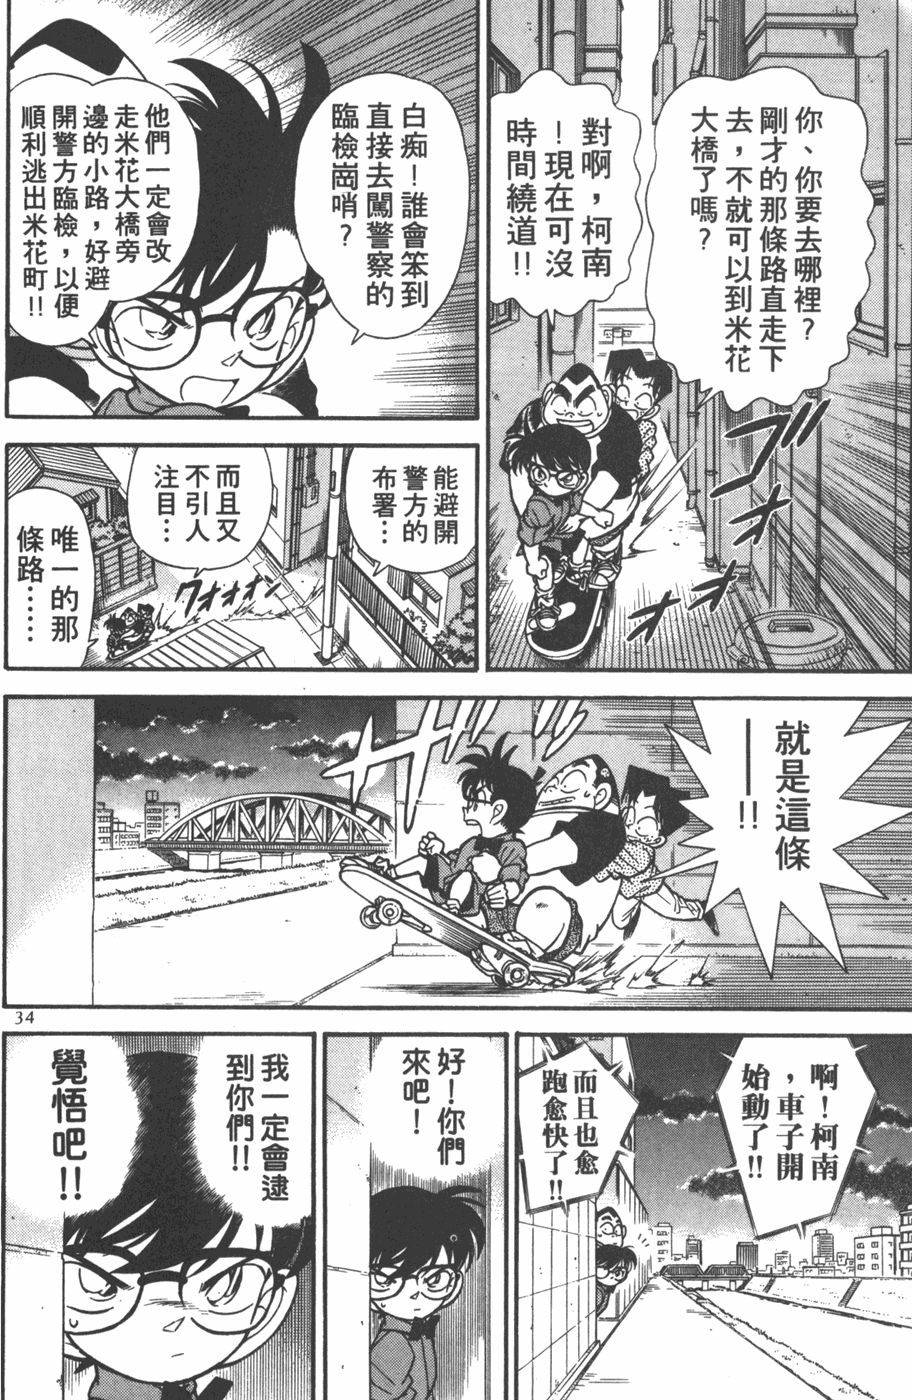 你、你要去哪裡？
剛才的那條路直走下
去，不就可以到米花
大橋了嗎？
對啊，柯南
！現在可沒
時間繞道!!
白痴！誰會笨到
直接去闖警察的
臨檢崗哨？
他們一定會改
走米花大橋旁
邊的小路，好避
開警方臨檢，以便
順利逃出米花町!!
能避開
警方的
布署…
而且又
不引人
注目…
唯一的那
條路……
オオオ
ワオオオン
就是這條
——!!
34
啊！柯南
，車子開
始動了!!
而且也愈
跑愈快了!!
好！你們
來吧！
我一定會逮
到你們!!
覺悟吧!!